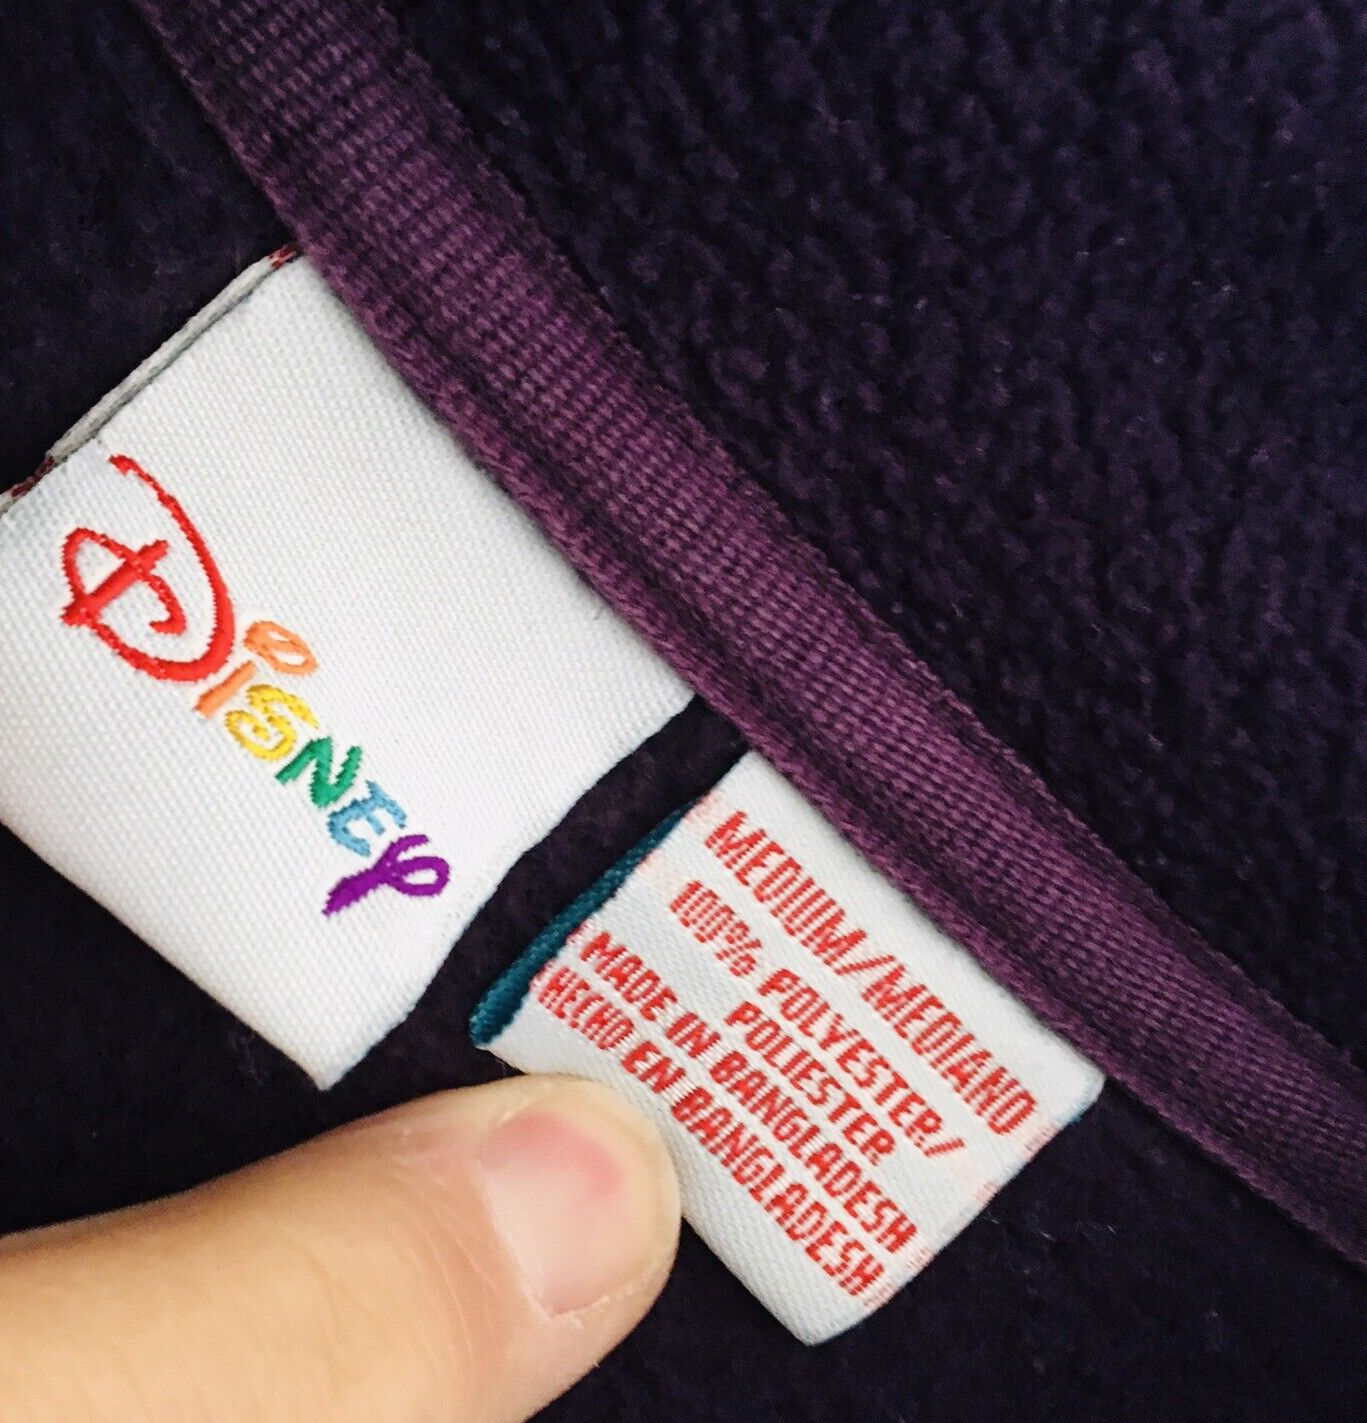 Disney
MEDIUM/MEDIANO
100% POLYESTER/
POLIESTER
MADE IN BANGLADESH
HECHO EN BANGLADESH